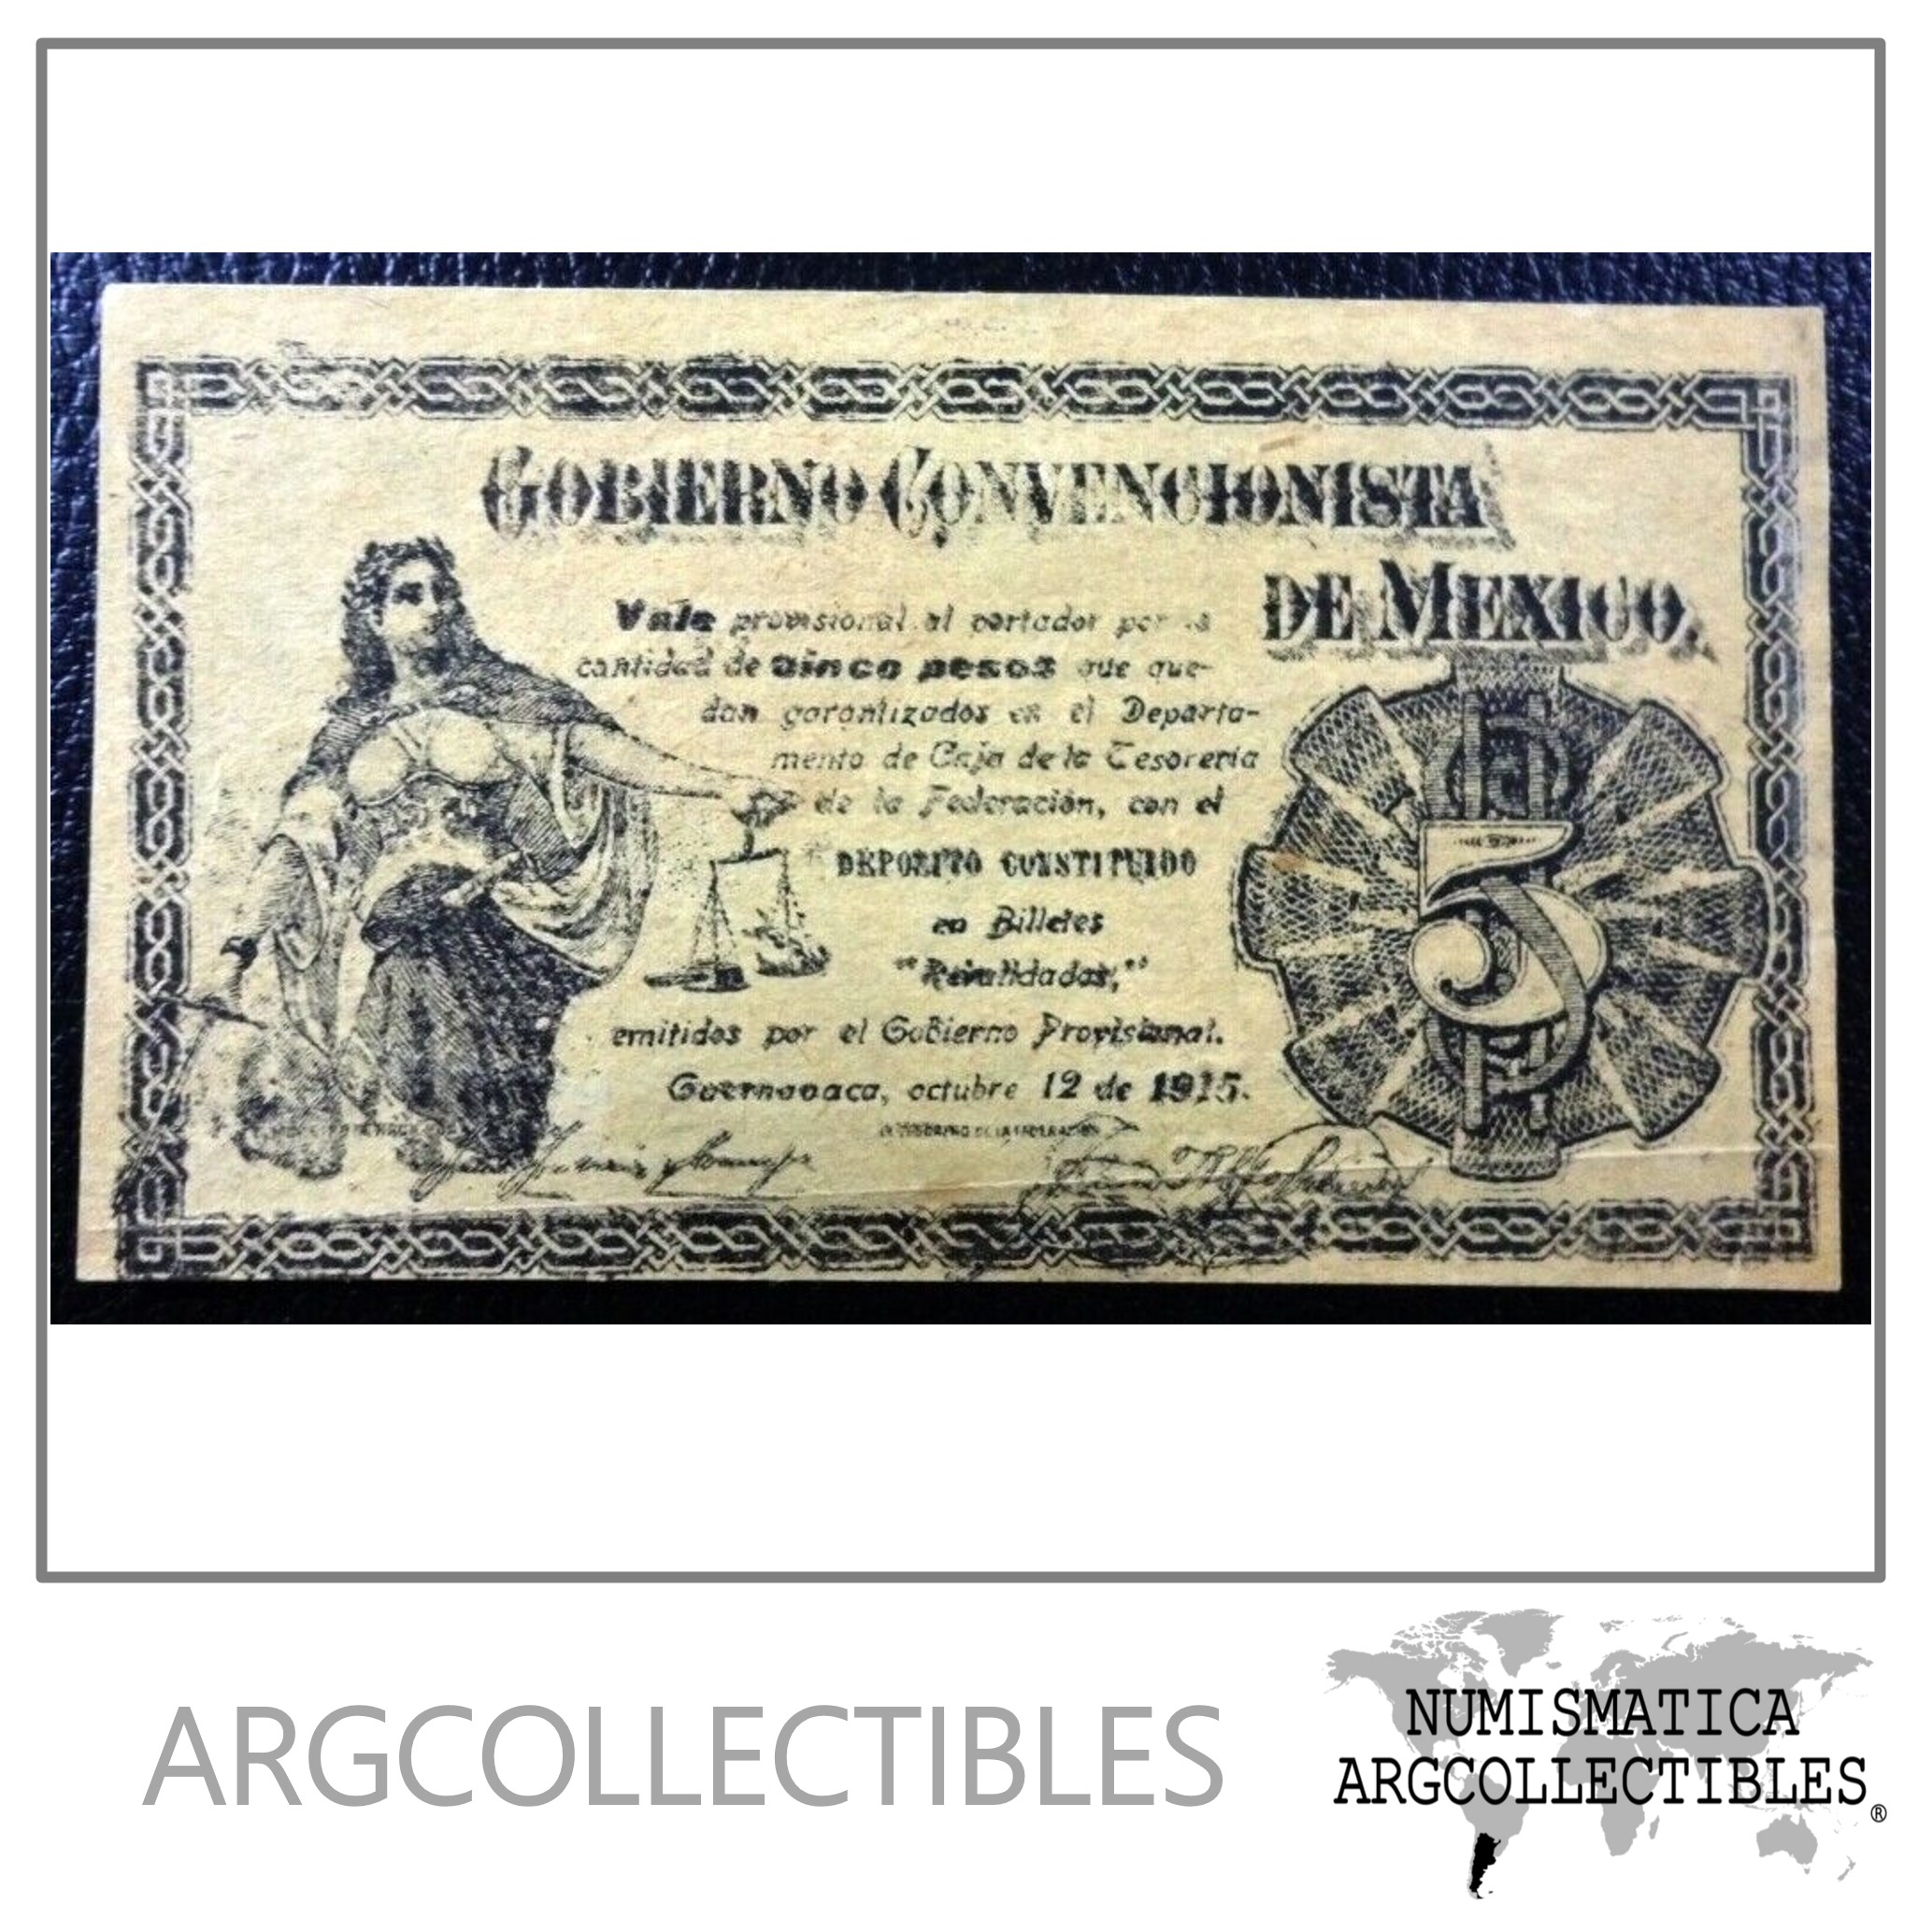 GOBIERNO CONVENCIONISTA
DE MEXICO.
Vale provisional al portador por la
cantidad de cinco pesos que que-
dan garantizados en el Departa-
mento de Caja de la Tesorería
de la Federación, con el
DEPOSITO CONSTITUIDO
en Billetes
"Revalidados,"
emitidos por el Gobierno Provisional.
Cuernavaca, octubre 12 de 1915.
5
ARGCOLLECTIBLES
NUMISMATICA
ARGCOLLECTIBLES®